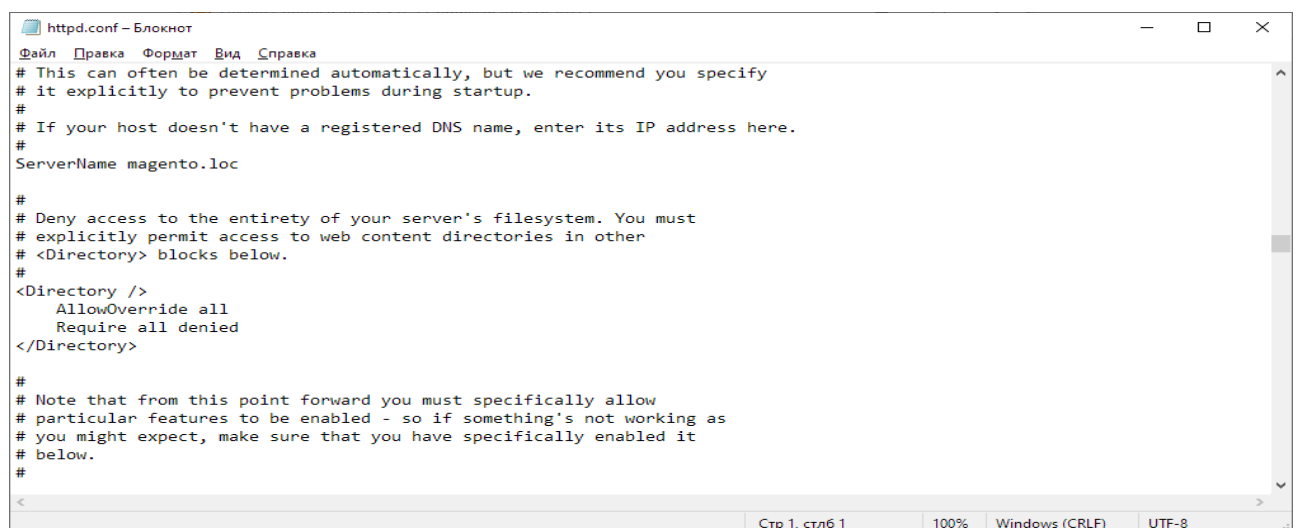 httpd.conf – Блокнот
Файл Правка Формат Вид Справка
# This can often be determined automatically, but we recommend you specify
# it explicitly to prevent problems during startup.
#
# If your host doesn't have a registered DNS name, enter its IP address here.
#
ServerName magento.loc
#
# Deny access to the entirety of your server's filesystem. You must
# explicitly permit access to web content directories in other
# <Directory> blocks below.
#
<Directory />
    AllowOverride all
    Require all denied
</Directory>
#
# Note that from this point forward you must specifically allow
# particular features to be enabled - so if something's not working as
# you might expect, make sure that you have specifically enabled it
# below.
#
Стр 1, стлб 1 100% Windows (CRLF) UTF-8